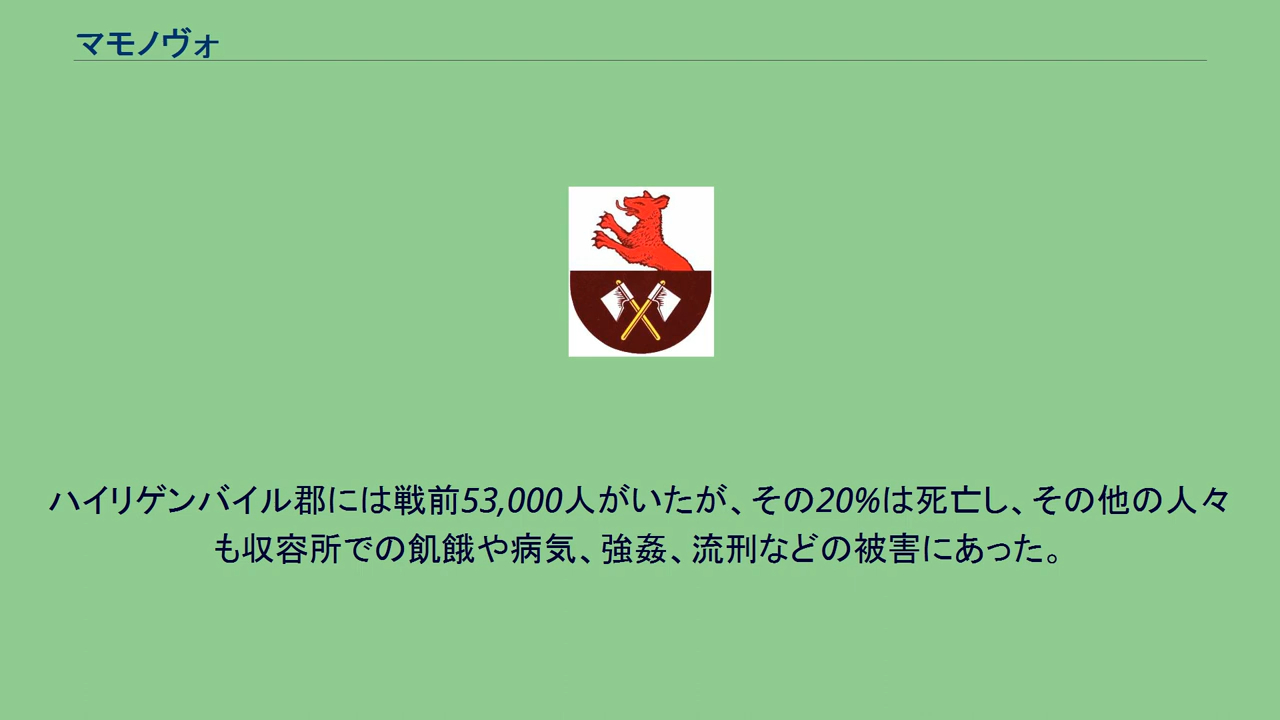 マモノヴォ
ハイリゲンバイル郡には戦前53,000人がいたが、その20%は死亡し、その他の人々
も収容所での飢餓や病気、強姦、流刑などの被害にあった。